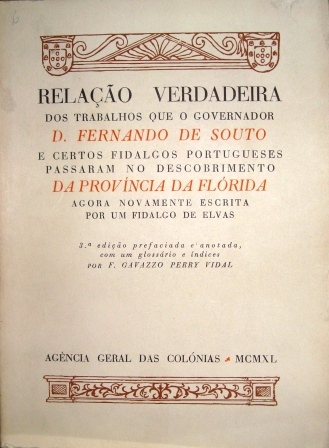 RELAÇÃO VERDADEIRA
DOS TRABALHOS QUE O GOVERNADOR
D. FERNANDO DE SOUTO
E CERTOS FIDALGOS PORTUGUESES
PASSARAM NO DESCOBRIMENTO
DA PROVÍNCIA DA FLÓRIDA
AGORA NOVAMENTE ESCRITA
POR UM FIDALGO DE ELVAS
3.ª edição prefaciada e anotada,
com um glossário e índices
POR F. GAVAZZO PERRY VIDAL
AGÊNCIA GERAL DAS COLÓNIAS - MCMXL